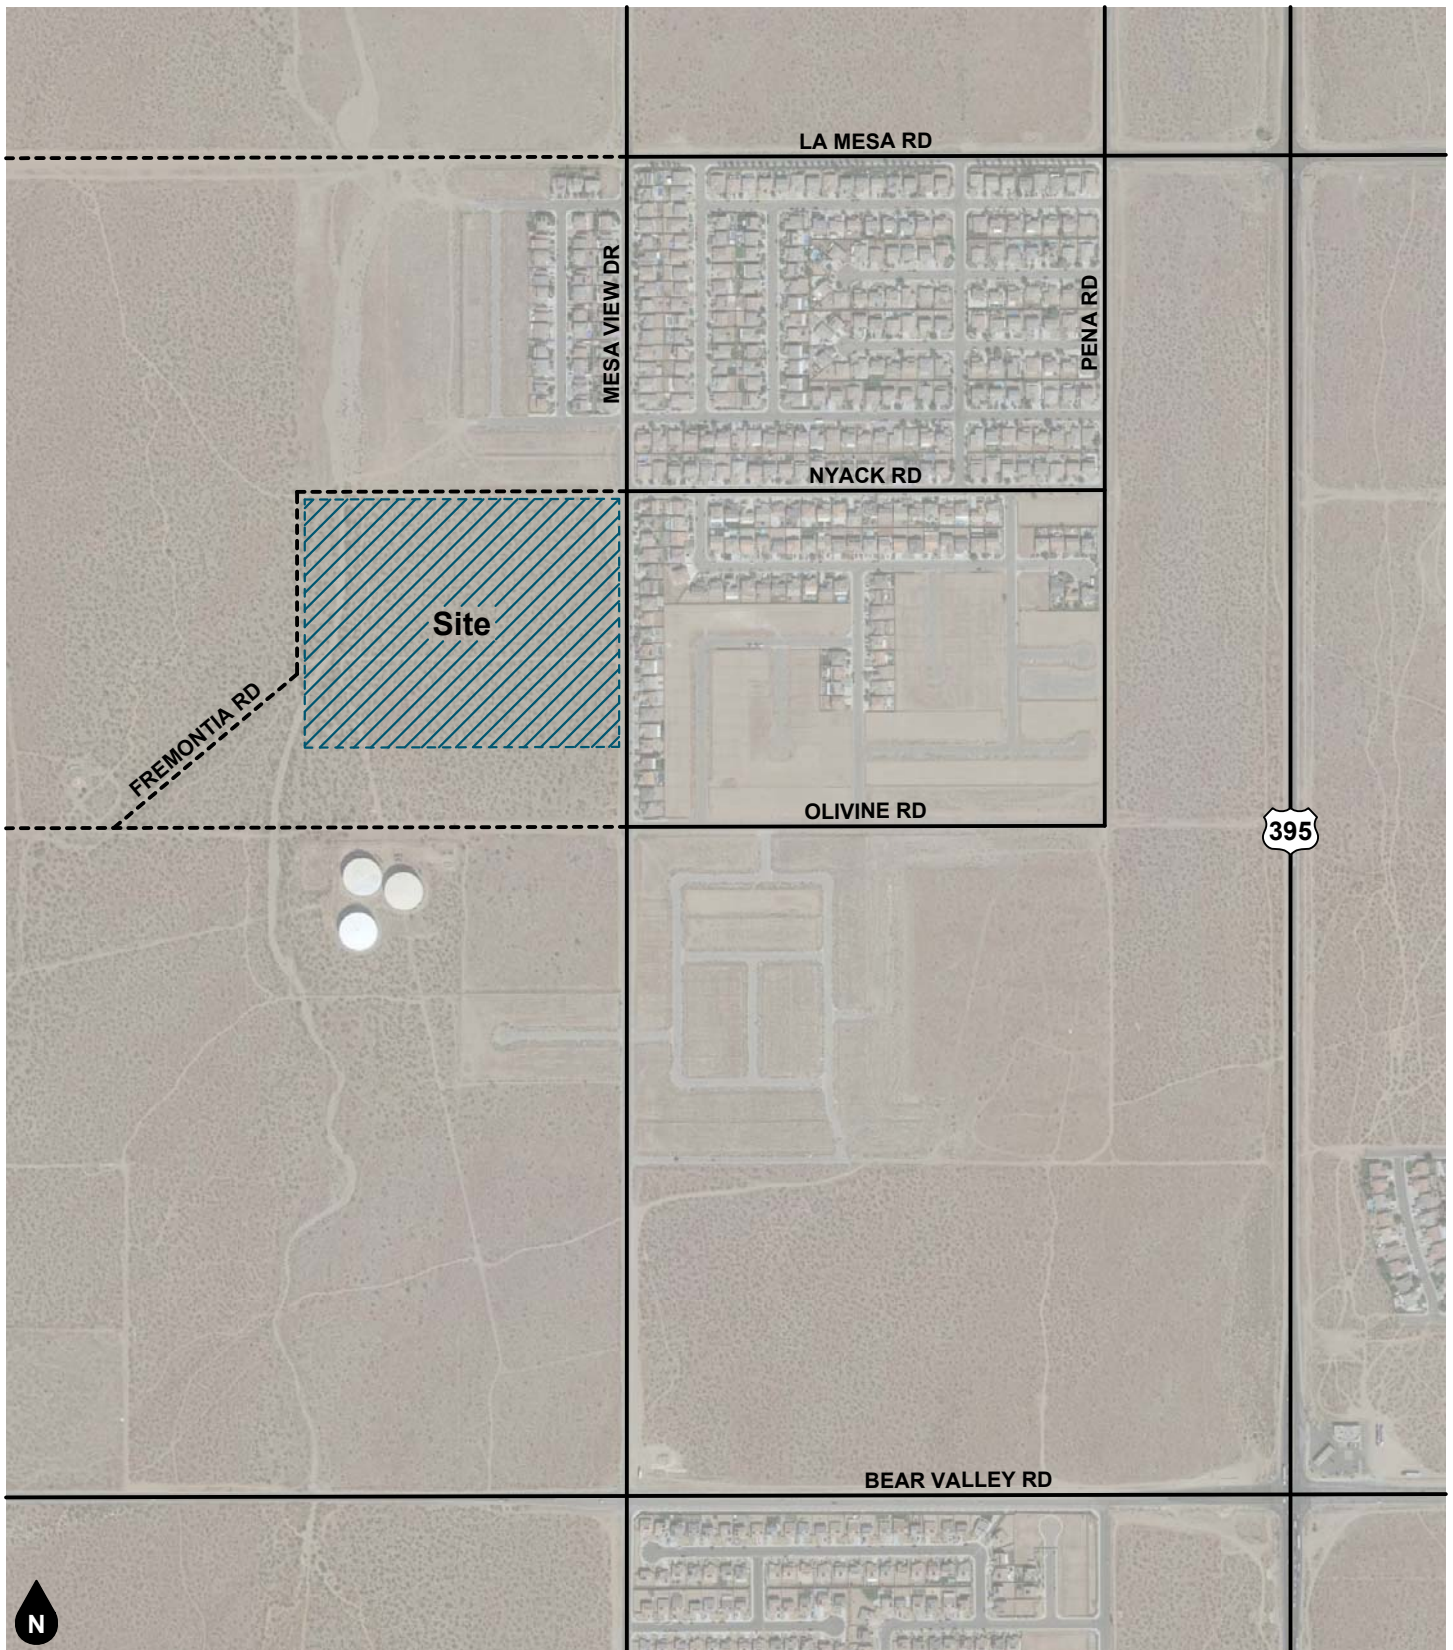 LA MESA RD
MESA VIEW DR
PENA RD
NYACK RD
Site
FREMONTIA RD
OLIVINE RD
395
BEAR VALLEY RD
N